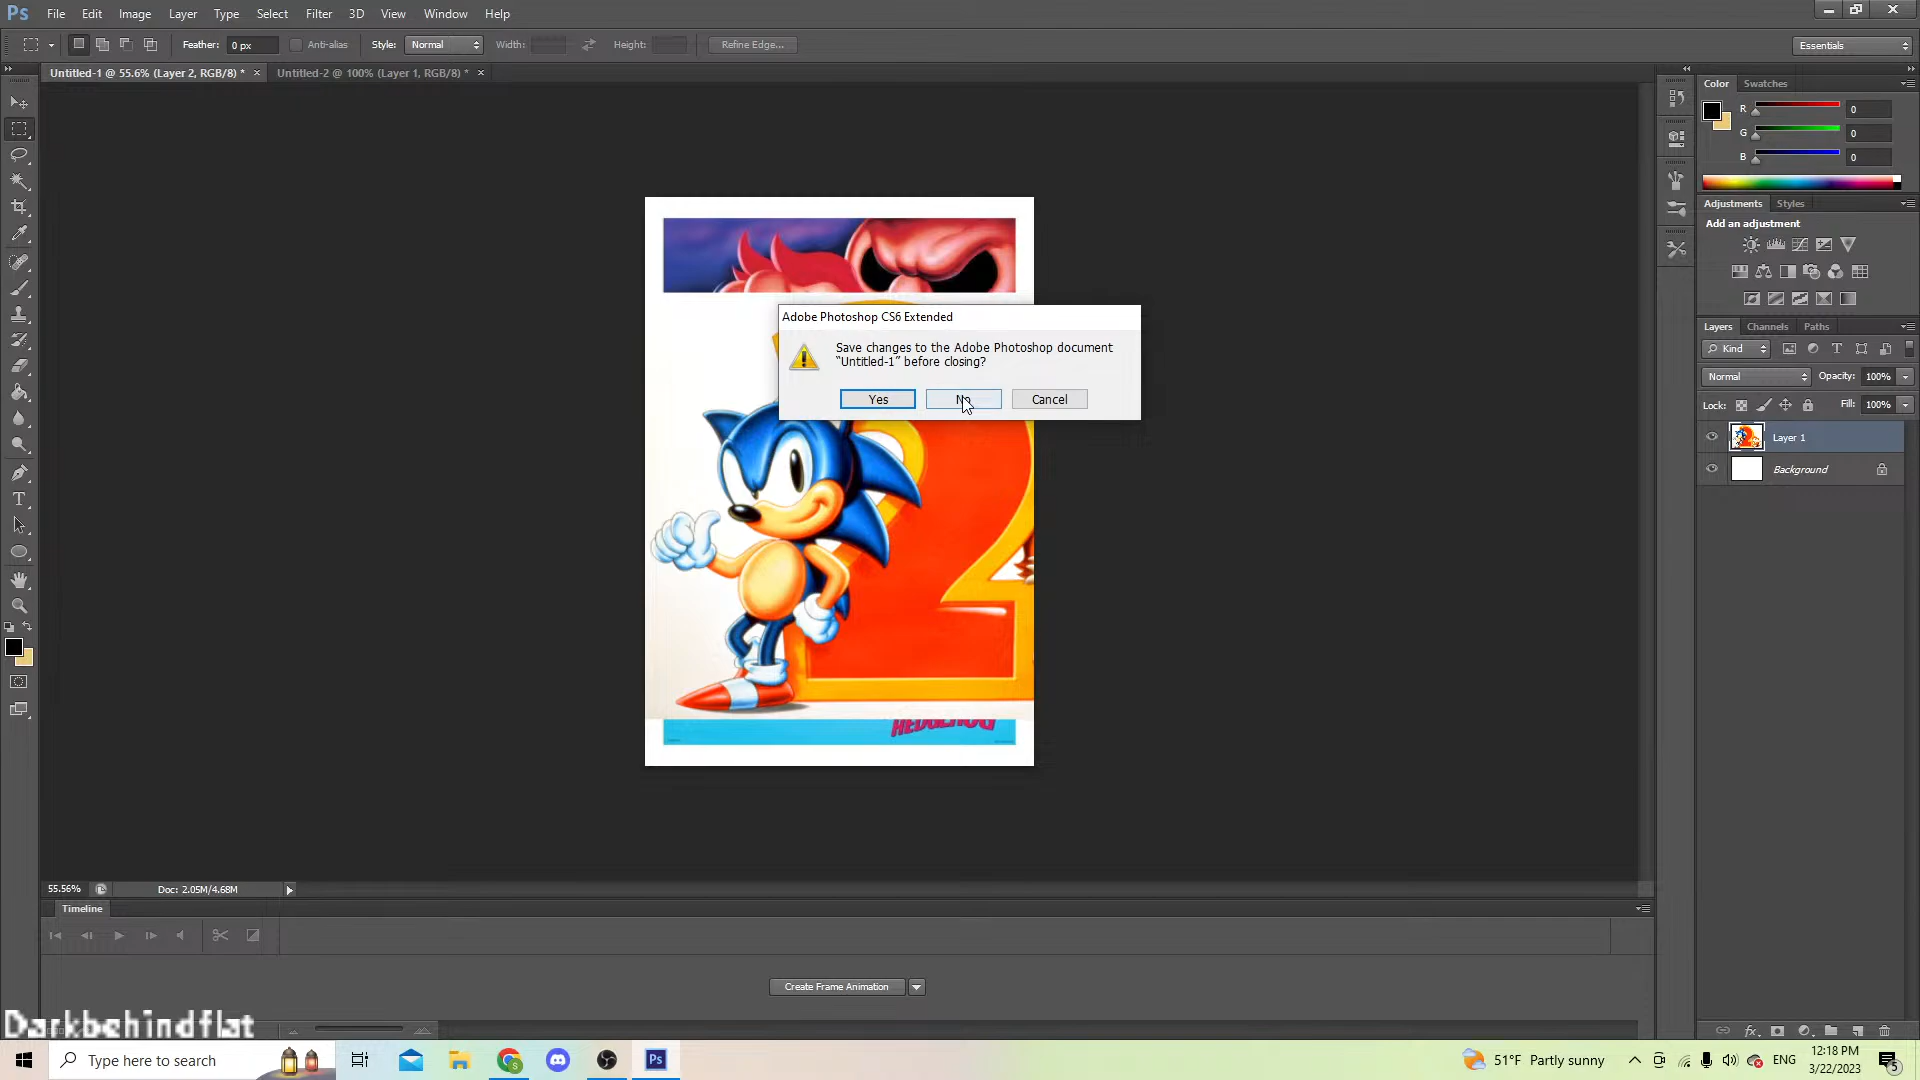 Ps File Edit Image Layer Type Select Filter 3D View Window Help
Feather: 0 px Anti-alias Style: Normal Width: Height: Refine Edge... Essentials
Untitled-1 @ 55.6% (Layer 2, RGB/8) * × Untitled-2 @ 100% (Layer 1, RGB/8) * ×
Color Swatches
R 0
G 0
B 0
Adjustments Styles
Add an adjustment
Layers Channels Paths
Kind
Normal Opacity: 100%
Lock: Fill: 100%
Layer 1
Background
Adobe Photoshop CS6 Extended
Save changes to the Adobe Photoshop document
“Untitled-1” before closing?
Yes No Cancel
2
HEDGEHOG
55.56% Doc: 2.05M/4.68M
Timeline
Create Frame Animation
Darkbehindflat
Type here to search
Ps
51°F Partly sunny
ENG
12:18 PM
3/22/2023
5